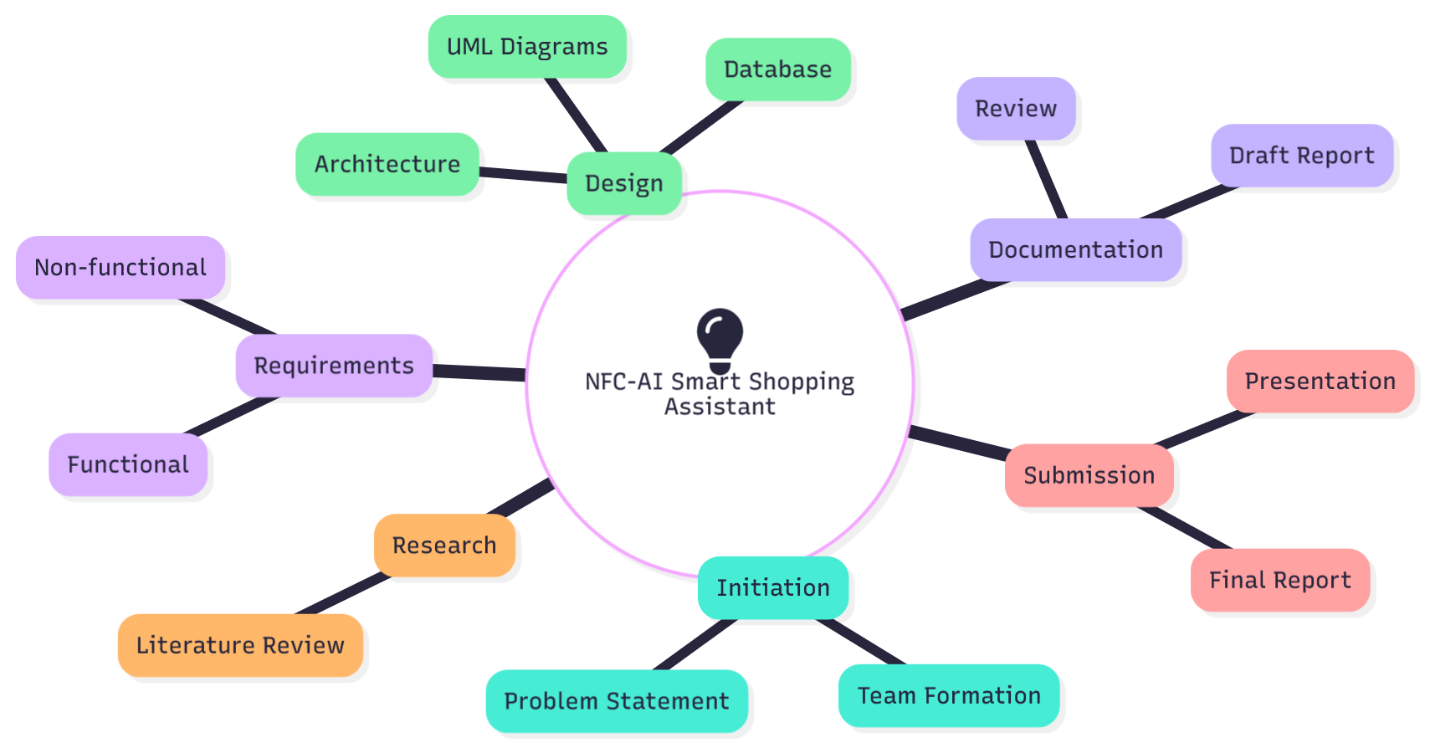 UML Diagrams
Database
Architecture
Design
Review
Draft Report
Documentation
Non-functional
Requirements
Functional
NFC-AI Smart Shopping
Assistant
Presentation
Submission
Final Report
Research
Literature Review
Initiation
Problem Statement
Team Formation